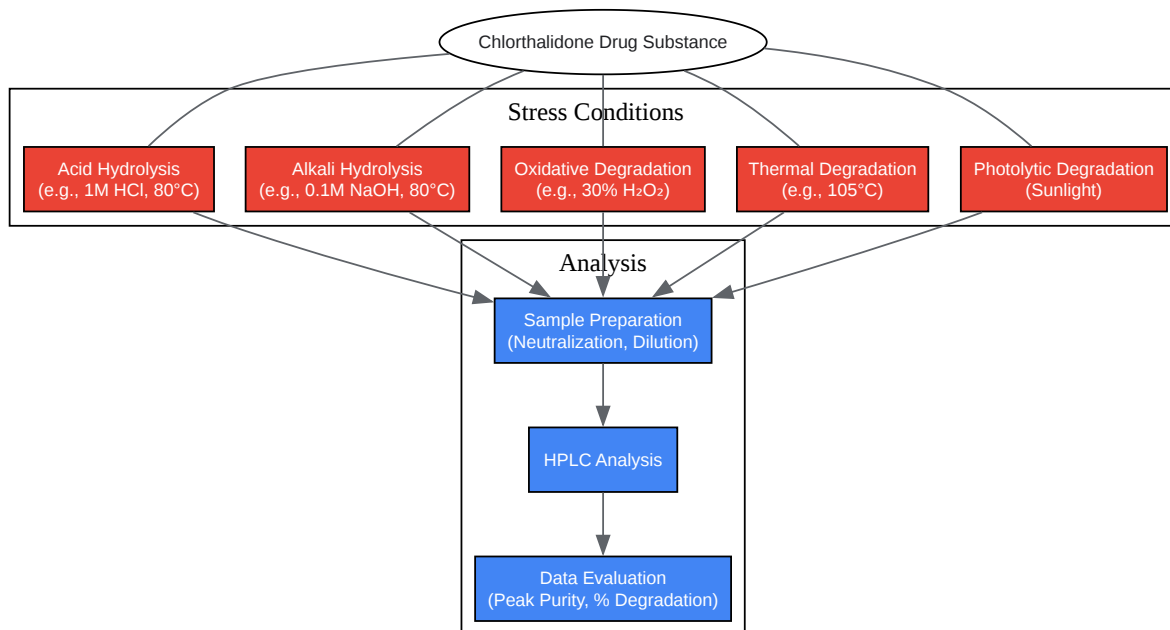 Chlorthalidone Drug Substance
Stress Conditions
Acid Hydrolysis
(e.g., 1M HCl, 80°C)
Alkali Hydrolysis
(e.g., 0.1M NaOH, 80°C)
Oxidative Degradation
(e.g., 30% H₂O₂)
Thermal Degradation
(e.g., 105°C)
Photolytic Degradation
(Sunlight)
Analysis
Sample Preparation
(Neutralization, Dilution)
HPLC Analysis
Data Evaluation
(Peak Purity, % Degradation)